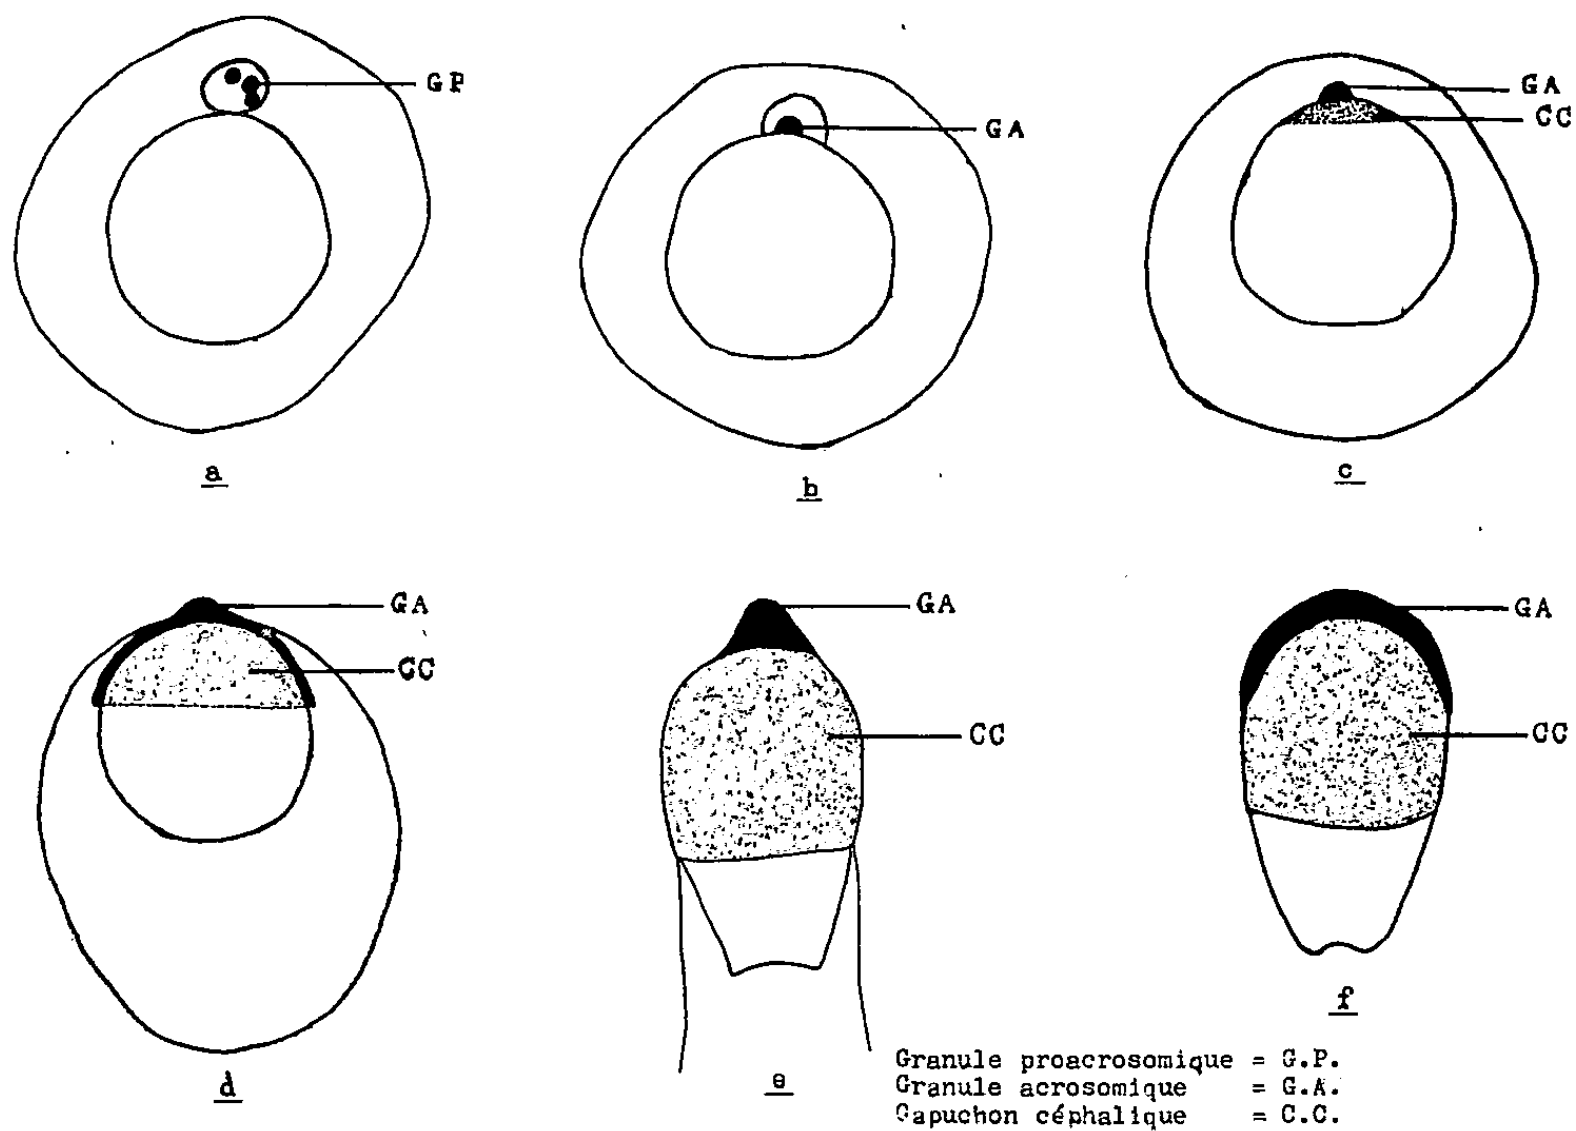 GP
GA
GA
CC
a
b
c
GA
CC
GA
CC
GA
CC
d
e
f
Granule proacrosomique = G.P.
Granule acrosomique = G.A.
Capuchon céphalique = C.C.